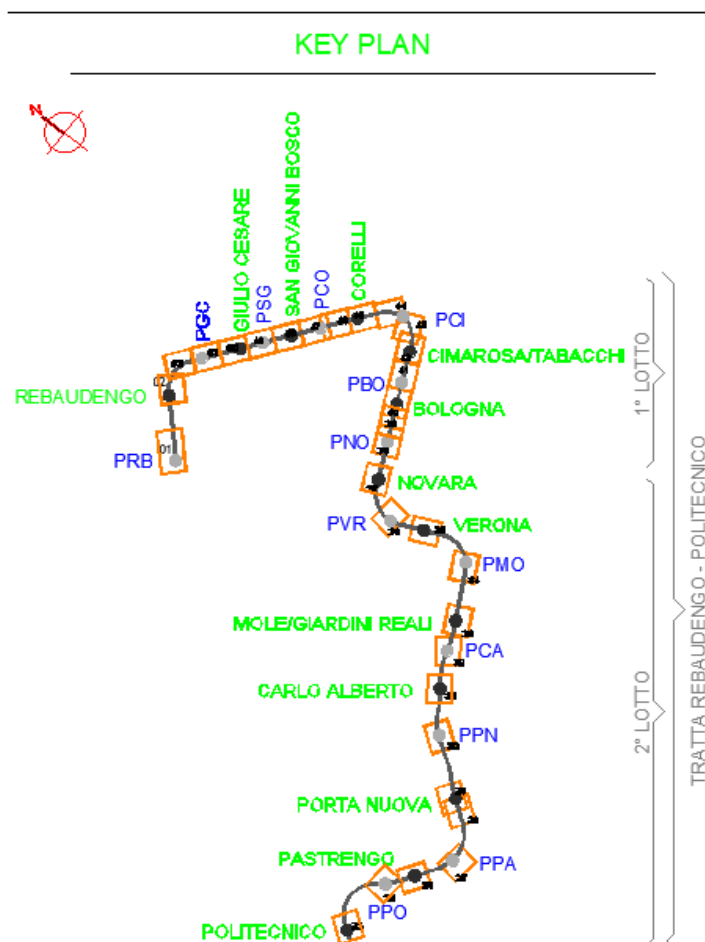 KEY PLAN
N
GIULIO CESARE
SAN GIOVANNI BOSCO
CORELLI
PGC
PSG
PCO
PCI
CIMAROSA/TABACCHI
PBO
02
REBAUDENGO
BOLOGNA
01
PRB
PNO
NOVARA
PVR
VERONA
PMO
MOLE/GIARDINI REALI
PCA
CARLO ALBERTO
PPN
PORTA NUOVA
PASTRENGO
PPA
PPO
POLITECNICO
1° LOTTO
2° LOTTO
TRATTA REBAUDENGO - POLITECNICO